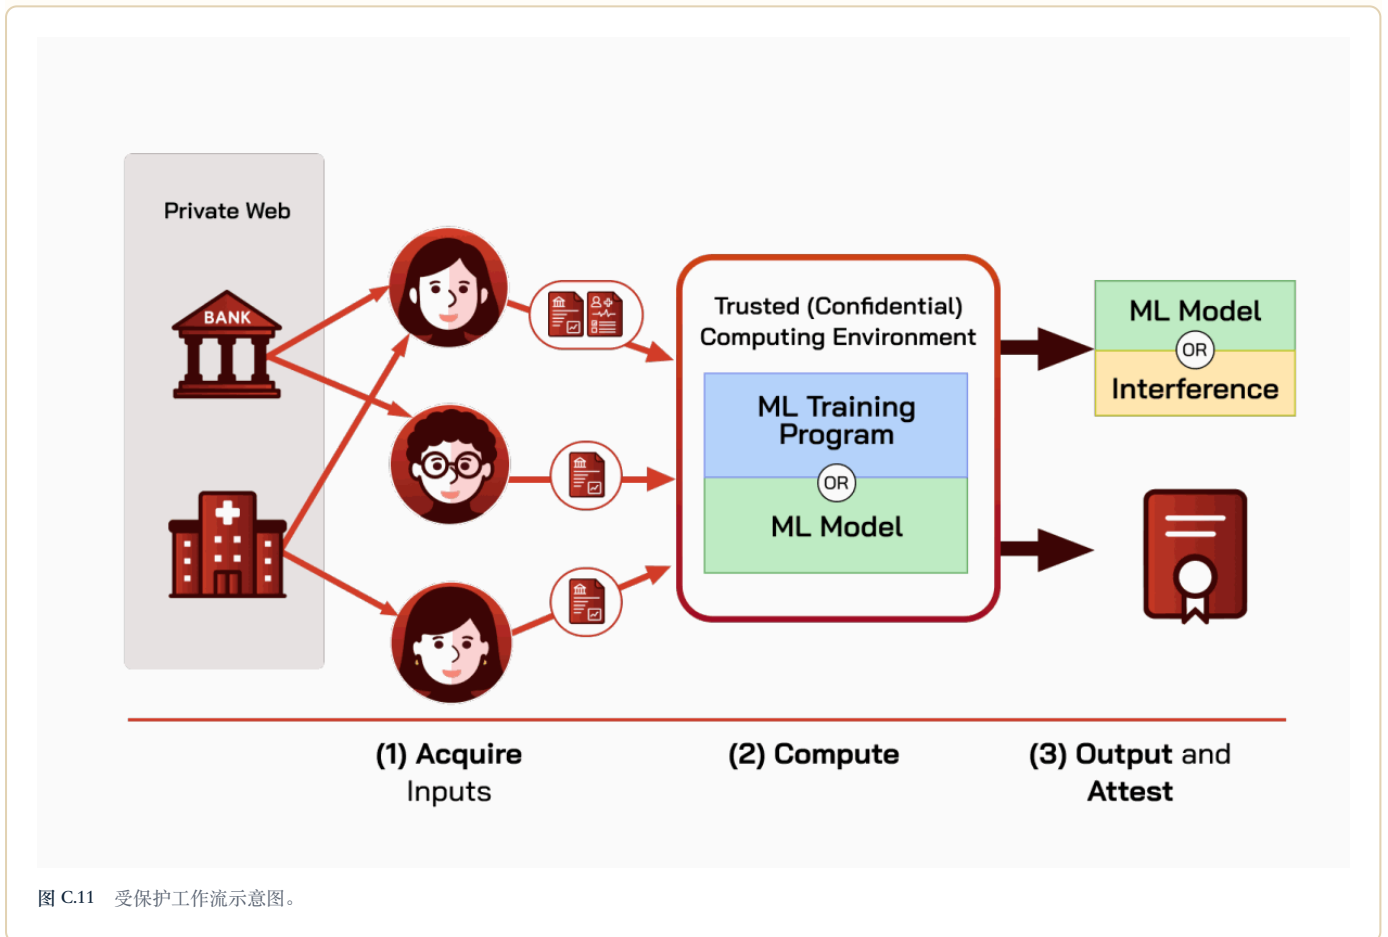 Private Web
BANK
Trusted (Confidential)
Computing Environment
ML Training
Program
OR
ML Model
ML Model
OR
Interference
(1) Acquire
Inputs
(2) Compute
(3) Output and
Attest
图 C.11 受保护工作流示意图。